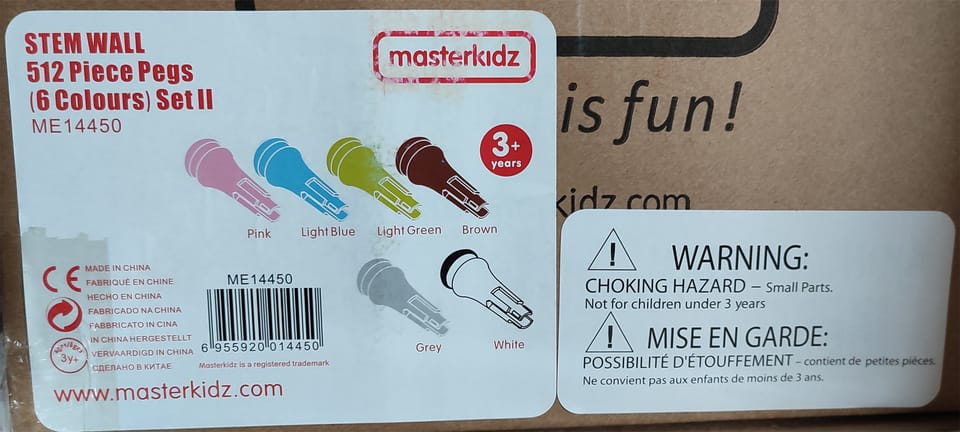 STEM WALL
512 Piece Pegs
(6 Colours) Set II
ME14450
masterkidz
is fun!
3+
years
kidz.com
Pink
Light Blue
Light Green
Brown
Grey
White
CE
MADE IN CHINA
FABRIQUÉ EN CHINE
HECHO EN CHINA
FABRICADO NA CHINA
FABBRICATO IN CINA
IN CHINA HERGESTELLT
VERVAARDIGD IN CHINA
СДЕЛАНО В КИТАЕ
3y+
ME14450
6 955920 014450
Masterkidz is a registered trademark
www.masterkidz.com
WARNING:
CHOKING HAZARD – Small Parts.
Not for children under 3 years
MISE EN GARDE:
POSSIBILITÉ D'ÉTOUFFEMENT – contient de petites pièces.
Ne convient pas aux enfants de moins de 3 ans.